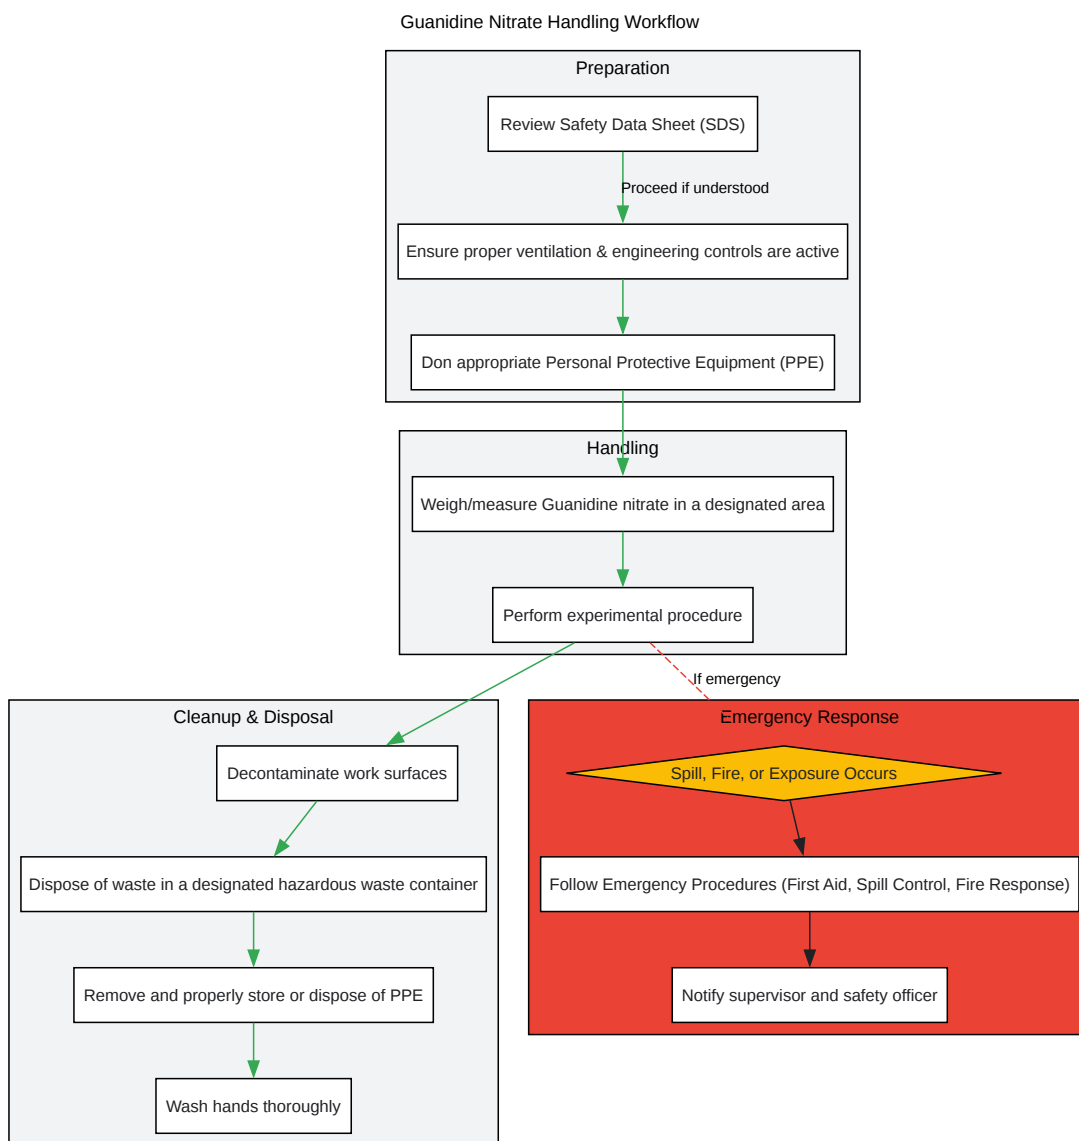 Guanidine Nitrate Handling Workflow
Preparation
Review Safety Data Sheet (SDS)
Proceed if understood
Ensure proper ventilation & engineering controls are active
Don appropriate Personal Protective Equipment (PPE)
Handling
Weigh/measure Guanidine nitrate in a designated area
Perform experimental procedure
If emergency
Cleanup & Disposal
Decontaminate work surfaces
Dispose of waste in a designated hazardous waste container
Remove and properly store or dispose of PPE
Wash hands thoroughly
Emergency Response
Spill, Fire, or Exposure Occurs
Follow Emergency Procedures (First Aid, Spill Control, Fire Response)
Notify supervisor and safety officer